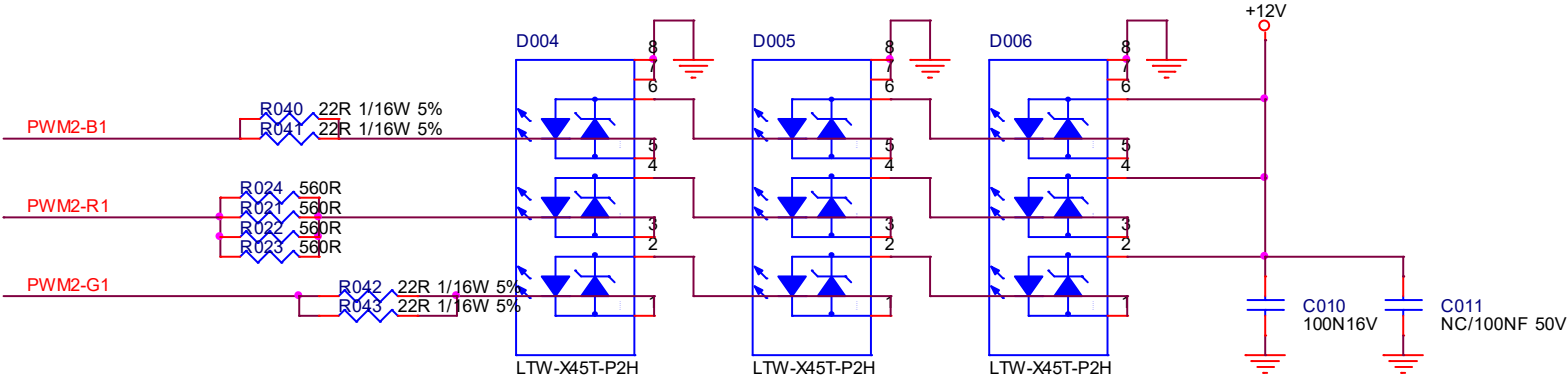 +12V
D004
D005
D006
8
7
6
5
4
3
2
1
8
7
6
5
4
3
2
1
8
7
6
5
4
3
2
1
PWM2-B1
R040 22R 1/16W 5%
R041 22R 1/16W 5%
PWM2-R1
R024 560R
R021 560R
R022 560R
R023 560R
PWM2-G1
R042 22R 1/16W 5%
R043 22R 1/16W 5%
C010
100N16V
C011
NC/100NF 50V
LTW-X45T-P2H
LTW-X45T-P2H
LTW-X45T-P2H